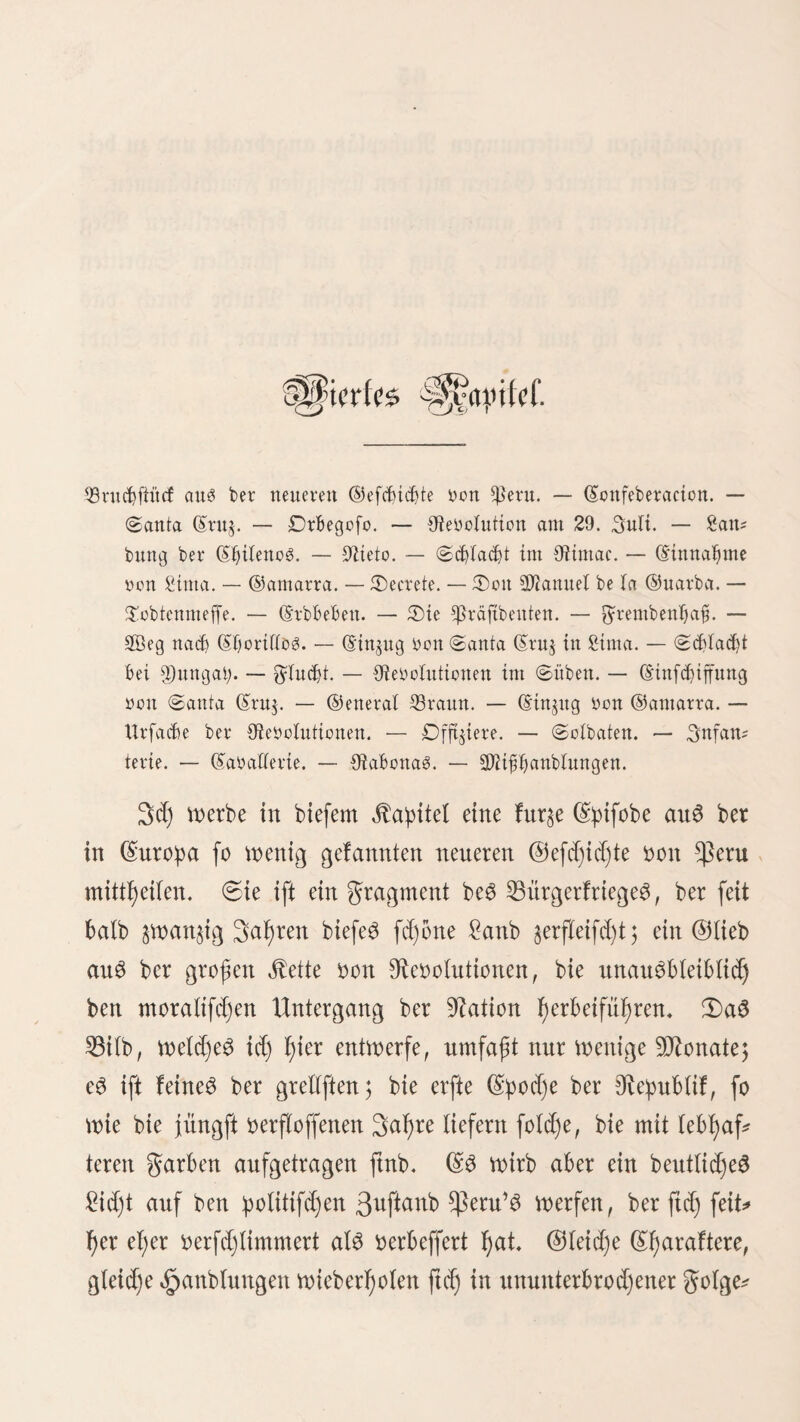 Viertes Kapitel.
Bruchstück aus der neueren Geschichte von Peru. — Confederacion. —
Santa Cruz. — Orbegoso. — Revolution am 29. Juli. — Lan-
dung der Chilenos. — Nieto. — Schlacht im Rimac. — Einnahme
von Lima. — Gamarra. — Decrete. — Don Manuel de la Guarda. —
Todtenmesse. — Erdbeben. — Die Präsidenten. — Fremdenhaß. —
Weg nach Chorillos. — Einzug von Santa Cruz in Lima. — Schlacht
bei Yungay. — Flucht. — Revolutionen im Süden. — Einschiffung
von Santa Cruz. — General Braun. — Einzug von Gamarra. —
Ursache der Revolutionen. — Offiziere. — Soldaten. — Infan-
terie. — Cavallerie. — Rabonas. — Mißhandlungen.
Ich werde in diesem Kapitel eine kurze Episode aus der
in Europa so wenig gekannten neueren Geschichte von Peru
mittheilen. Sie ist ein Fragment des Bürgerkrieges, der seit
bald zwanzig Jahren dieses schöne Land zerfleischt; ein Glied
aus der großen Kette von Revolutionen, die unausbleiblich
den moralischen Untergang der Nation herbeiführen. Das
Bild, welches ich hier entwerfe, umfaßt nur wenige Monate;
es ist keines der grellsten; die erste Epoche der Republik, so
wie die jüngst verflossenen Jahre liefern solche, die mit lebhaf-
teren Farben aufgetragen sind. Es wird aber ein deutliches
Licht auf den politischen Zustand Peru's werfen, der sich seit-
her eher verschlimmert als verbessert hat. Gleiche Charaktere,
gleiche Handlungen wiederholen sich in ununterbrochener Folge-